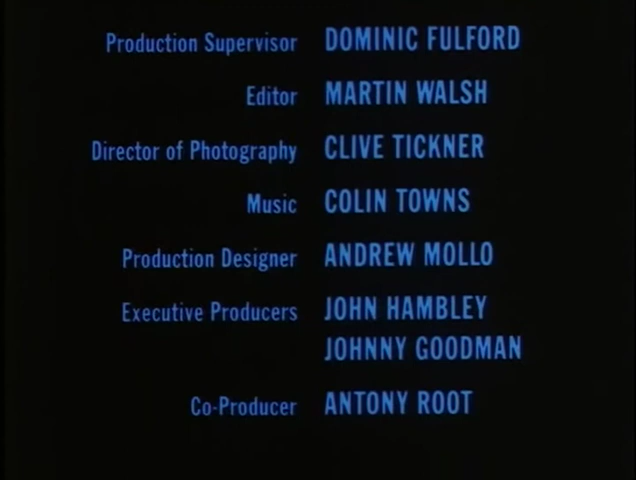 Production Supervisor DOMINIC FULFORD
Editor MARTIN WALSH
Director of Photography CLIVE TICKNER
Music COLIN TOWNS
Production Designer ANDREW MOLLO
Executive Producers JOHN HAMBLEY
JOHNNY GOODMAN
Co-Producer ANTONY ROOT